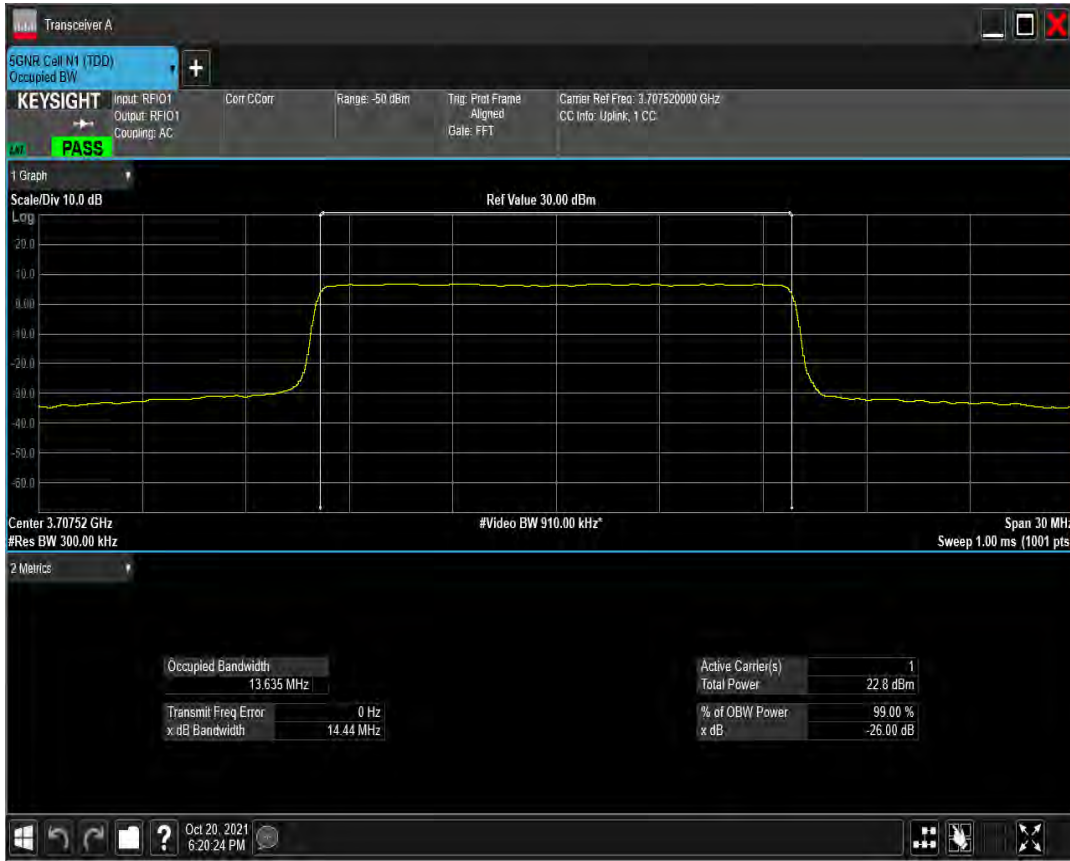 Transceiver A
5GNR Cell N1 (TDD)
Occupied BW
+
KEYSIGHT
PASS
Input: RFIO1
Output: RFIO1
Coupling: AC
Corr CCorr
Range: -50 dBm
Trig: Prot Frame
Aligned
Gate: FFT
Carrier Ref Freq: 3.707520000 GHz
CC Info: Uplink, 1 CC
1 Graph
Scale/Div 10.0 dB
Ref Value 30.00 dBm
Log
20.0
10.0
0.00
-10.0
-20.0
-30.0
-40.0
-50.0
-60.0
Center 3.70752 GHz
#Video BW 910.00 kHz*
Span 30 MHz
#Res BW 300.00 kHz
Sweep 1.00 ms (1001 pts
2 Metrics
Occupied Bandwidth
13.635 MHz
Transmit Freq Error 0 Hz
x dB Bandwidth 14.44 MHz
Active Carrier(s) 1
Total Power 22.8 dBm
% of OBW Power 99.00 %
x dB -26.00 dB
?
Oct 20, 2021
6:20:24 PM